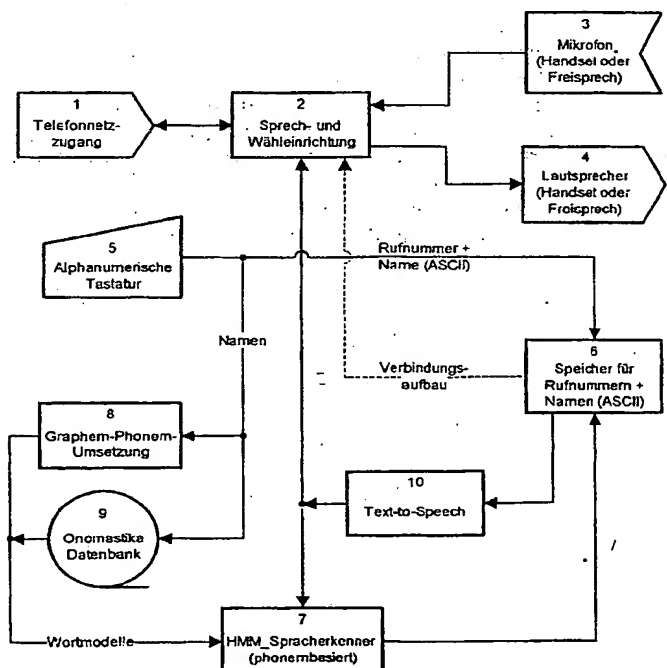 3
Mikrofon
(Handset oder
Freisprech)
1
Telefonnetz-
zugang
2
Sprech- und
Wähleinrichtung
4
Lautsprecher
(Handset oder
Froisprech)
5
Alphanumerische
Tastatur
Rufnummer +
Name (ASCII)
Namen
6
Speicher für
Rufnummern +
Namen (ASCII)
Verbindungs-
aufbau
8
Graphem-Phonem-
Umsetzung
10
Text-to-Speech
9
Onomastika
Datenbank
7
HMM_Spracherkenner
(phonembasiert)
Wortmodelle